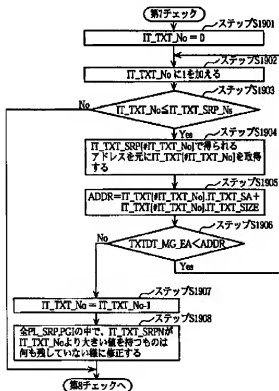 第7チェック
ステップS1901
IT_TXT_No = 0
ステップS1902
IT_TXT_No に1を加える
ステップS1903
No
IT_TXT_No≦IT_TXT_SRP_Ns
Yes
ステップS1904
IT_TXT_SRP(#IT_TXT_No)で得られる
アドレスを元にIT_TXT(#IT_TXT_No)を取得
する
ステップS1905
ADDR=IT_TXT(#IT_TXT_No).IT_TXT_SA+
IT_TXT(#IT_TXT_No).IT_TXT_SIZE
ステップS1906
No
TXTDT_MG_EA<ADDR
Yes
ステップS1907
IT_TXT_No = IT_TXT_No-1
ステップS1908
全PL_SRP,PGIの中で、IT_TXT_SRPNが
IT_TXT_Noより大きい値を持つものは
何も残していない様に修正する
第8チェックへ